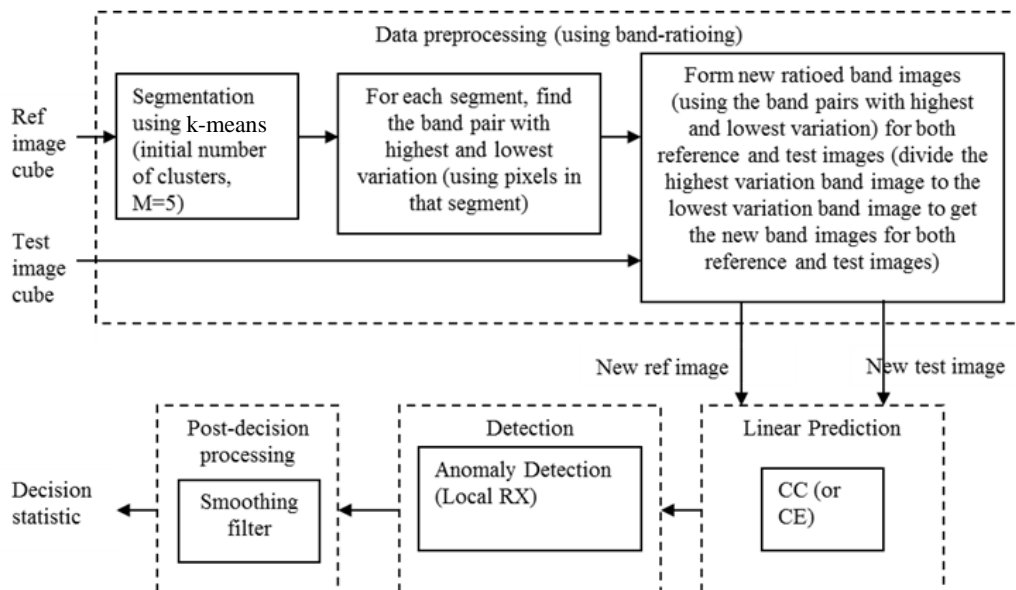 Data preprocessing (using band-ratioing)
Ref
image
cube
Segmentation
using k-means
(initial number
of clusters,
M=5)
For each segment, find
the band pair with
highest and lowest
variation (using pixels in
that segment)
Form new ratioed band images
(using the band pairs with highest
and lowest variation) for both
reference and test images (divide the
highest variation band image to the
lowest variation band image to get
the new band images for both
reference and test images)
Test
image
cube
New ref image
New test image
Post-decision
processing
Smoothing
filter
Detection
Anomaly Detection
(Local RX)
Linear Prediction
CC (or
CE)
Decision
statistic